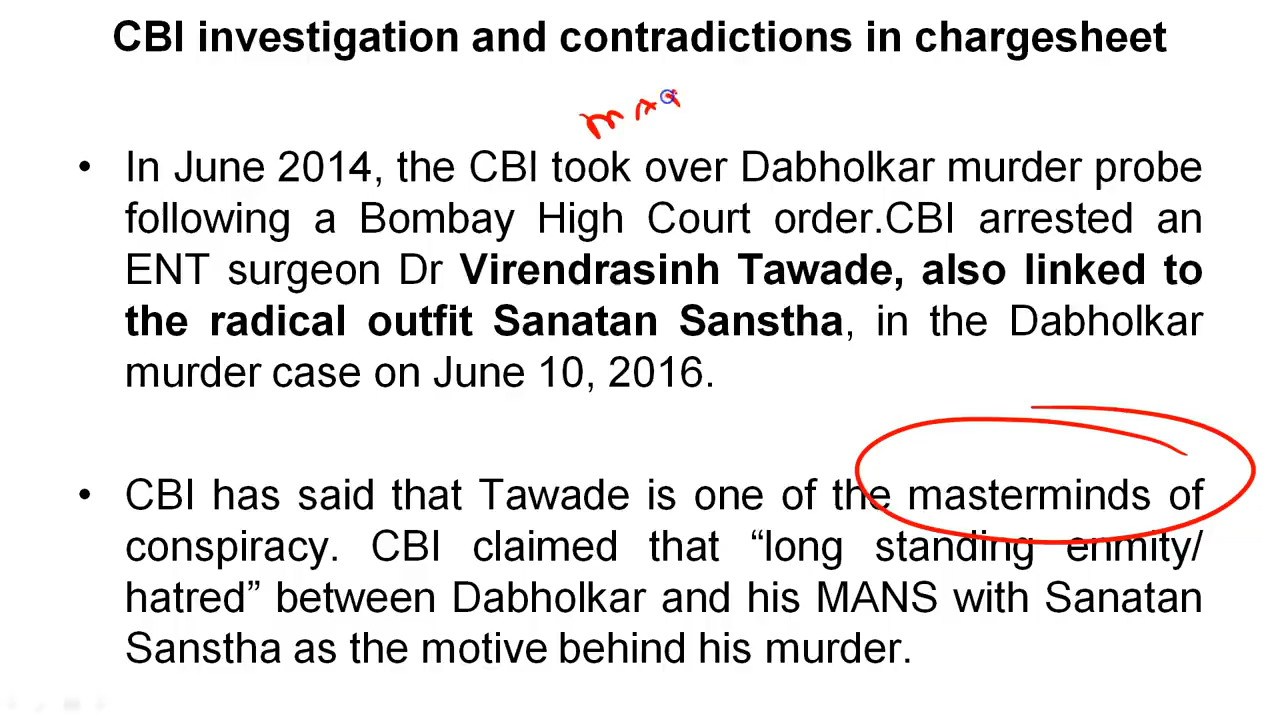 CBI investigation and contradictions in chargesheet
• In June 2014, the CBI took over Dabholkar murder probe
following a Bombay High Court order.CBI arrested an
ENT surgeon Dr Virendrasinh Tawade, also linked to
the radical outfit Sanatan Sanstha, in the Dabholkar
murder case on June 10, 2016.
• CBI has said that Tawade is one of the masterminds of
conspiracy. CBI claimed that “long standing enmity/
hatred” between Dabholkar and his MANS with Sanatan
Sanstha as the motive behind his murder.